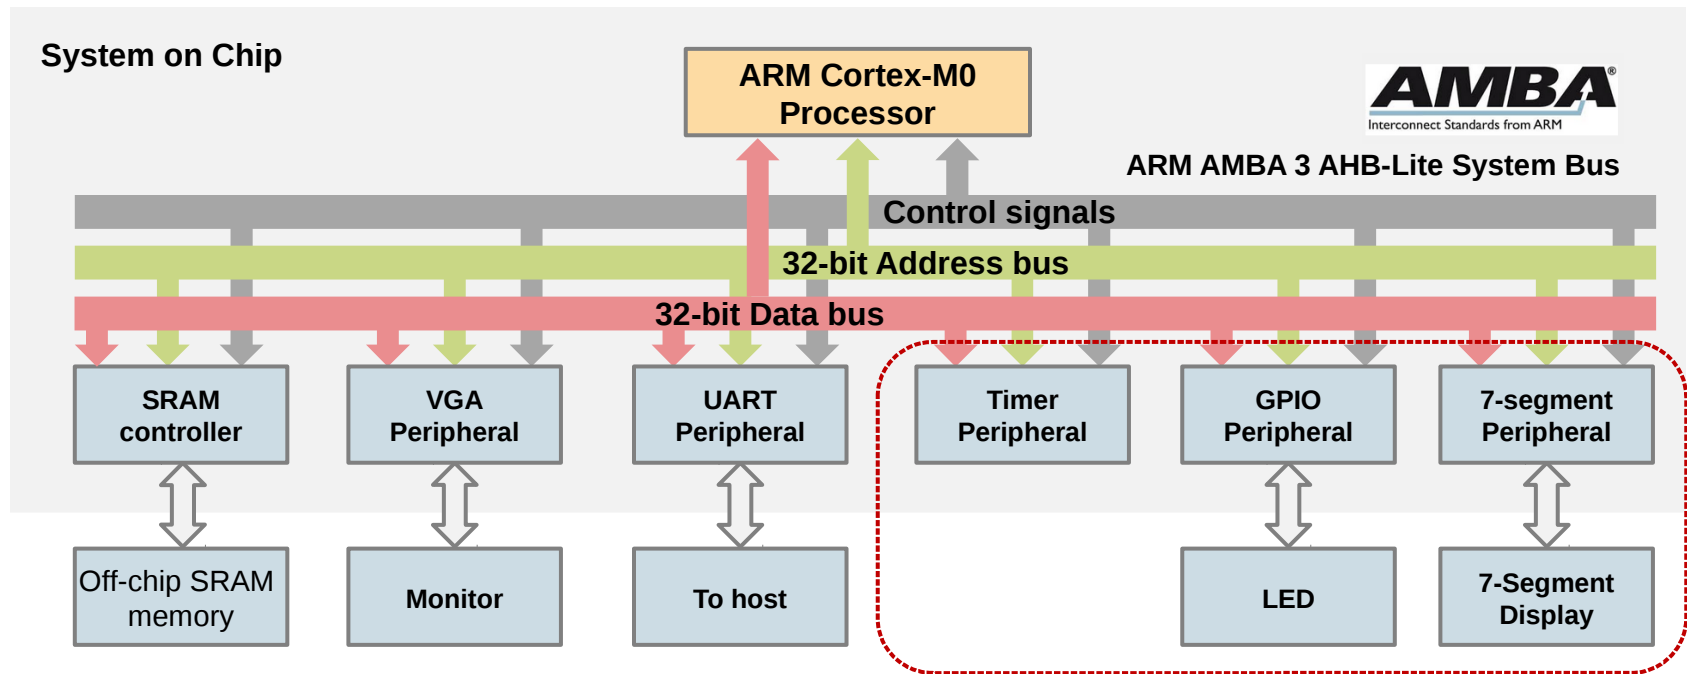 System on Chip
ARM Cortex-M0
Processor
AMBA®
Interconnect Standards from ARM
ARM AMBA 3 AHB-Lite System Bus
Control signals
32-bit Address bus
32-bit Data bus
SRAM
controller
VGA
Peripheral
UART
Peripheral
Timer
Peripheral
GPIO
Peripheral
7-segment
Peripheral
Off-chip SRAM
memory
Monitor
To host
LED
7-Segment
Display